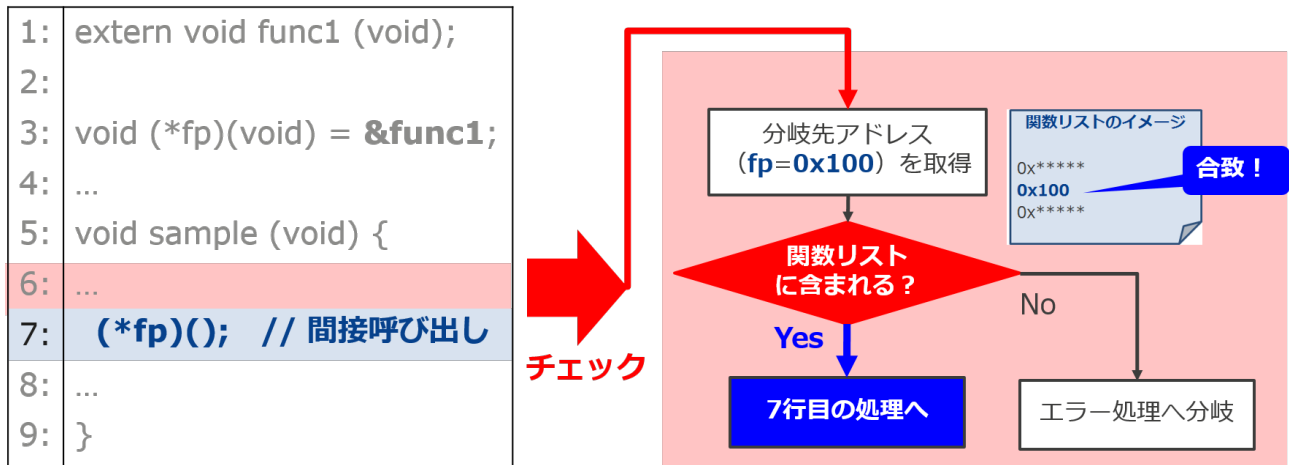 1: extern void func1 (void);
2:
3: void (*fp)(void) = &func1;
4: …
5: void sample (void) {
6: …
7: (*fp)(); // 間接呼び出し
8: …
9: }
チェック
分岐先アドレス
（fp=0x100）を取得
関数リストのイメージ
0x*****
0x100
0x*****
合致！
関数リスト
に含まれる？
Yes
No
7行目の処理へ
エラー処理へ分岐